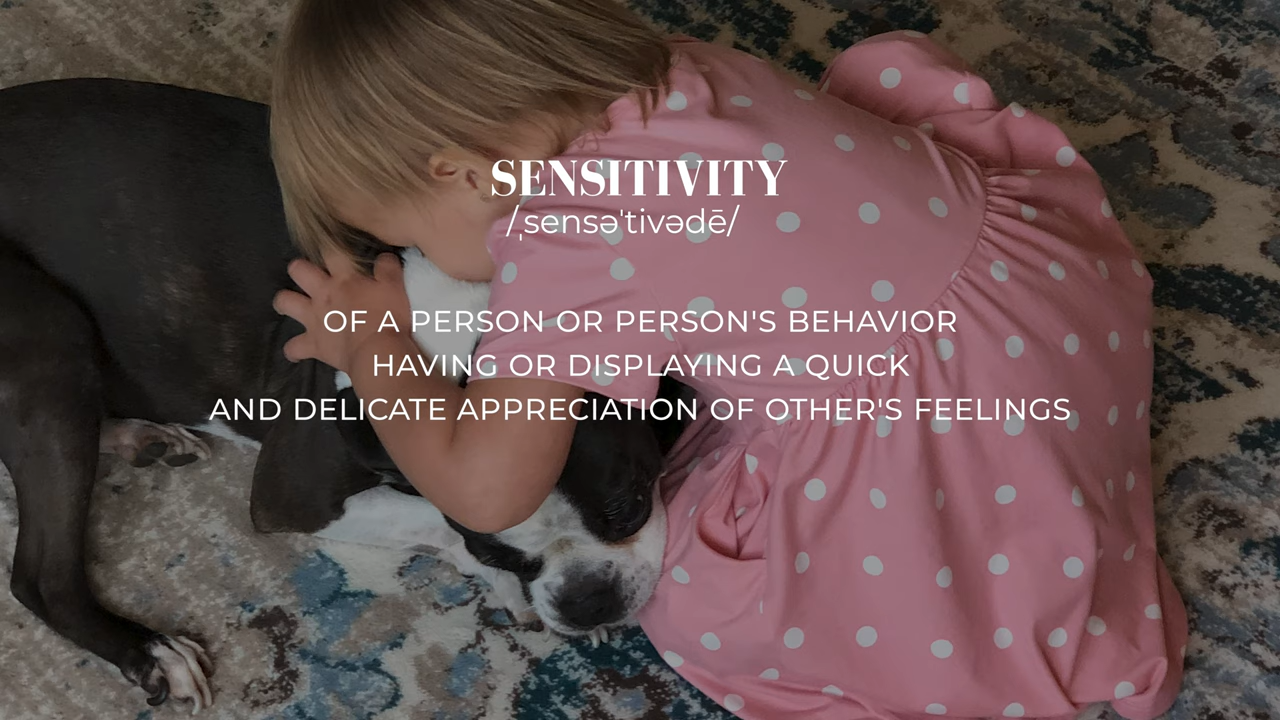 SENSITIVITY
/ˌsensəˈtivədē/
OF A PERSON OR PERSON'S BEHAVIOR
HAVING OR DISPLAYING A QUICK
AND DELICATE APPRECIATION OF OTHER'S FEELINGS